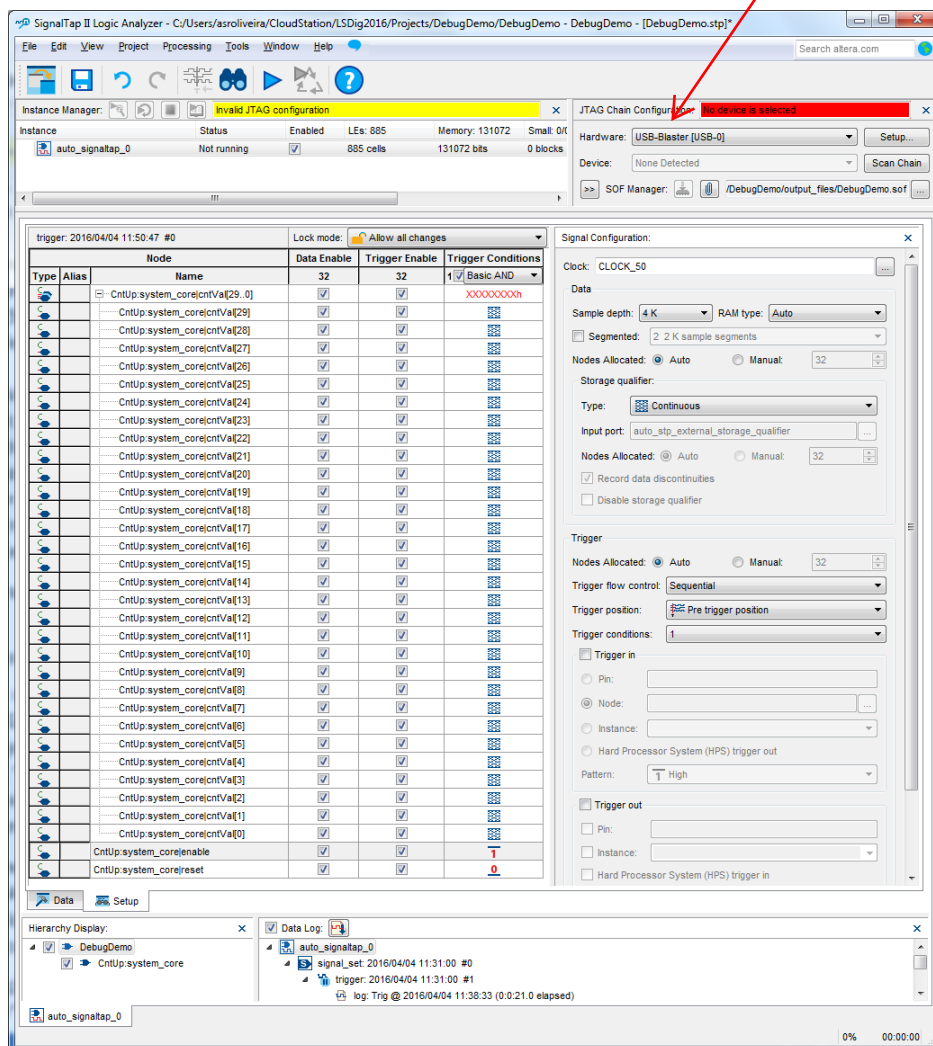 SignalTap II Logic Analyzer - C:/Users/asroliveira/CloudStation/LSDig2016/Projects/DebugDemo/DebugDemo - DebugDemo - [DebugDemo.stp]*
File Edit View Project Processing Tools Window Help
Search altera.com
Instance Manager: Invalid JTAG configuration
Instance Status Enabled LEs: 885 Memory: 131072 Small: 0/0
auto_signaltap_0 Not running 885 cells 131072 bits 0 blocks
JTAG Chain Configuration: No device is selected
Hardware: USB-Blaster [USB-0] Setup...
Device: None Detected Scan Chain
>> SOF Manager: /DebugDemo/output_files/DebugDemo.sof ...
trigger: 2016/04/04 11:50:47 #0 Lock mode: Allow all changes
Node Data Enable Trigger Enable Trigger Conditions
Type Alias Name 32 32 1 Basic AND
CntUp:system_core|cntVal[29..0] XXXXXXXXh
CntUp:system_core|cntVal[29]
CntUp:system_core|cntVal[28]
CntUp:system_core|cntVal[27]
CntUp:system_core|cntVal[26]
CntUp:system_core|cntVal[25]
CntUp:system_core|cntVal[24]
CntUp:system_core|cntVal[23]
CntUp:system_core|cntVal[22]
CntUp:system_core|cntVal[21]
CntUp:system_core|cntVal[20]
CntUp:system_core|cntVal[19]
CntUp:system_core|cntVal[18]
CntUp:system_core|cntVal[17]
CntUp:system_core|cntVal[16]
CntUp:system_core|cntVal[15]
CntUp:system_core|cntVal[14]
CntUp:system_core|cntVal[13]
CntUp:system_core|cntVal[12]
CntUp:system_core|cntVal[11]
CntUp:system_core|cntVal[10]
CntUp:system_core|cntVal[9]
CntUp:system_core|cntVal[8]
CntUp:system_core|cntVal[7]
CntUp:system_core|cntVal[6]
CntUp:system_core|cntVal[5]
CntUp:system_core|cntVal[4]
CntUp:system_core|cntVal[3]
CntUp:system_core|cntVal[2]
CntUp:system_core|cntVal[1]
CntUp:system_core|cntVal[0]
CntUp:system_core|enable 1
CntUp:system_core|reset 0
Signal Configuration:
Clock: CLOCK_50 ...
Data
Sample depth: 4 K RAM type: Auto
Segmented: 2 2 K sample segments
Nodes Allocated: Auto Manual: 32
Storage qualifier:
Type: Continuous
Input port: auto_stp_external_storage_qualifier ...
Nodes Allocated: Auto Manual: 32
Record data discontinuities
Disable storage qualifier
Trigger
Nodes Allocated: Auto Manual: 32
Trigger flow control: Sequential
Trigger position: Pre trigger position
Trigger conditions: 1
Trigger in
Pin:
Node: ...
Instance:
Hard Processor System (HPS) trigger out
Pattern: 1 High
Trigger out
Pin:
Instance:
Hard Processor System (HPS) trigger in
Data Setup
Hierarchy Display:
DebugDemo
CntUp:system_core
Data Log:
auto_signaltap_0
signal_set: 2016/04/04 11:31:00 #0
trigger: 2016/04/04 11:31:00 #1
log: Trig @ 2016/04/04 11:38:33 (0:0:21.0 elapsed)
auto_signaltap_0
0% 00:00:00